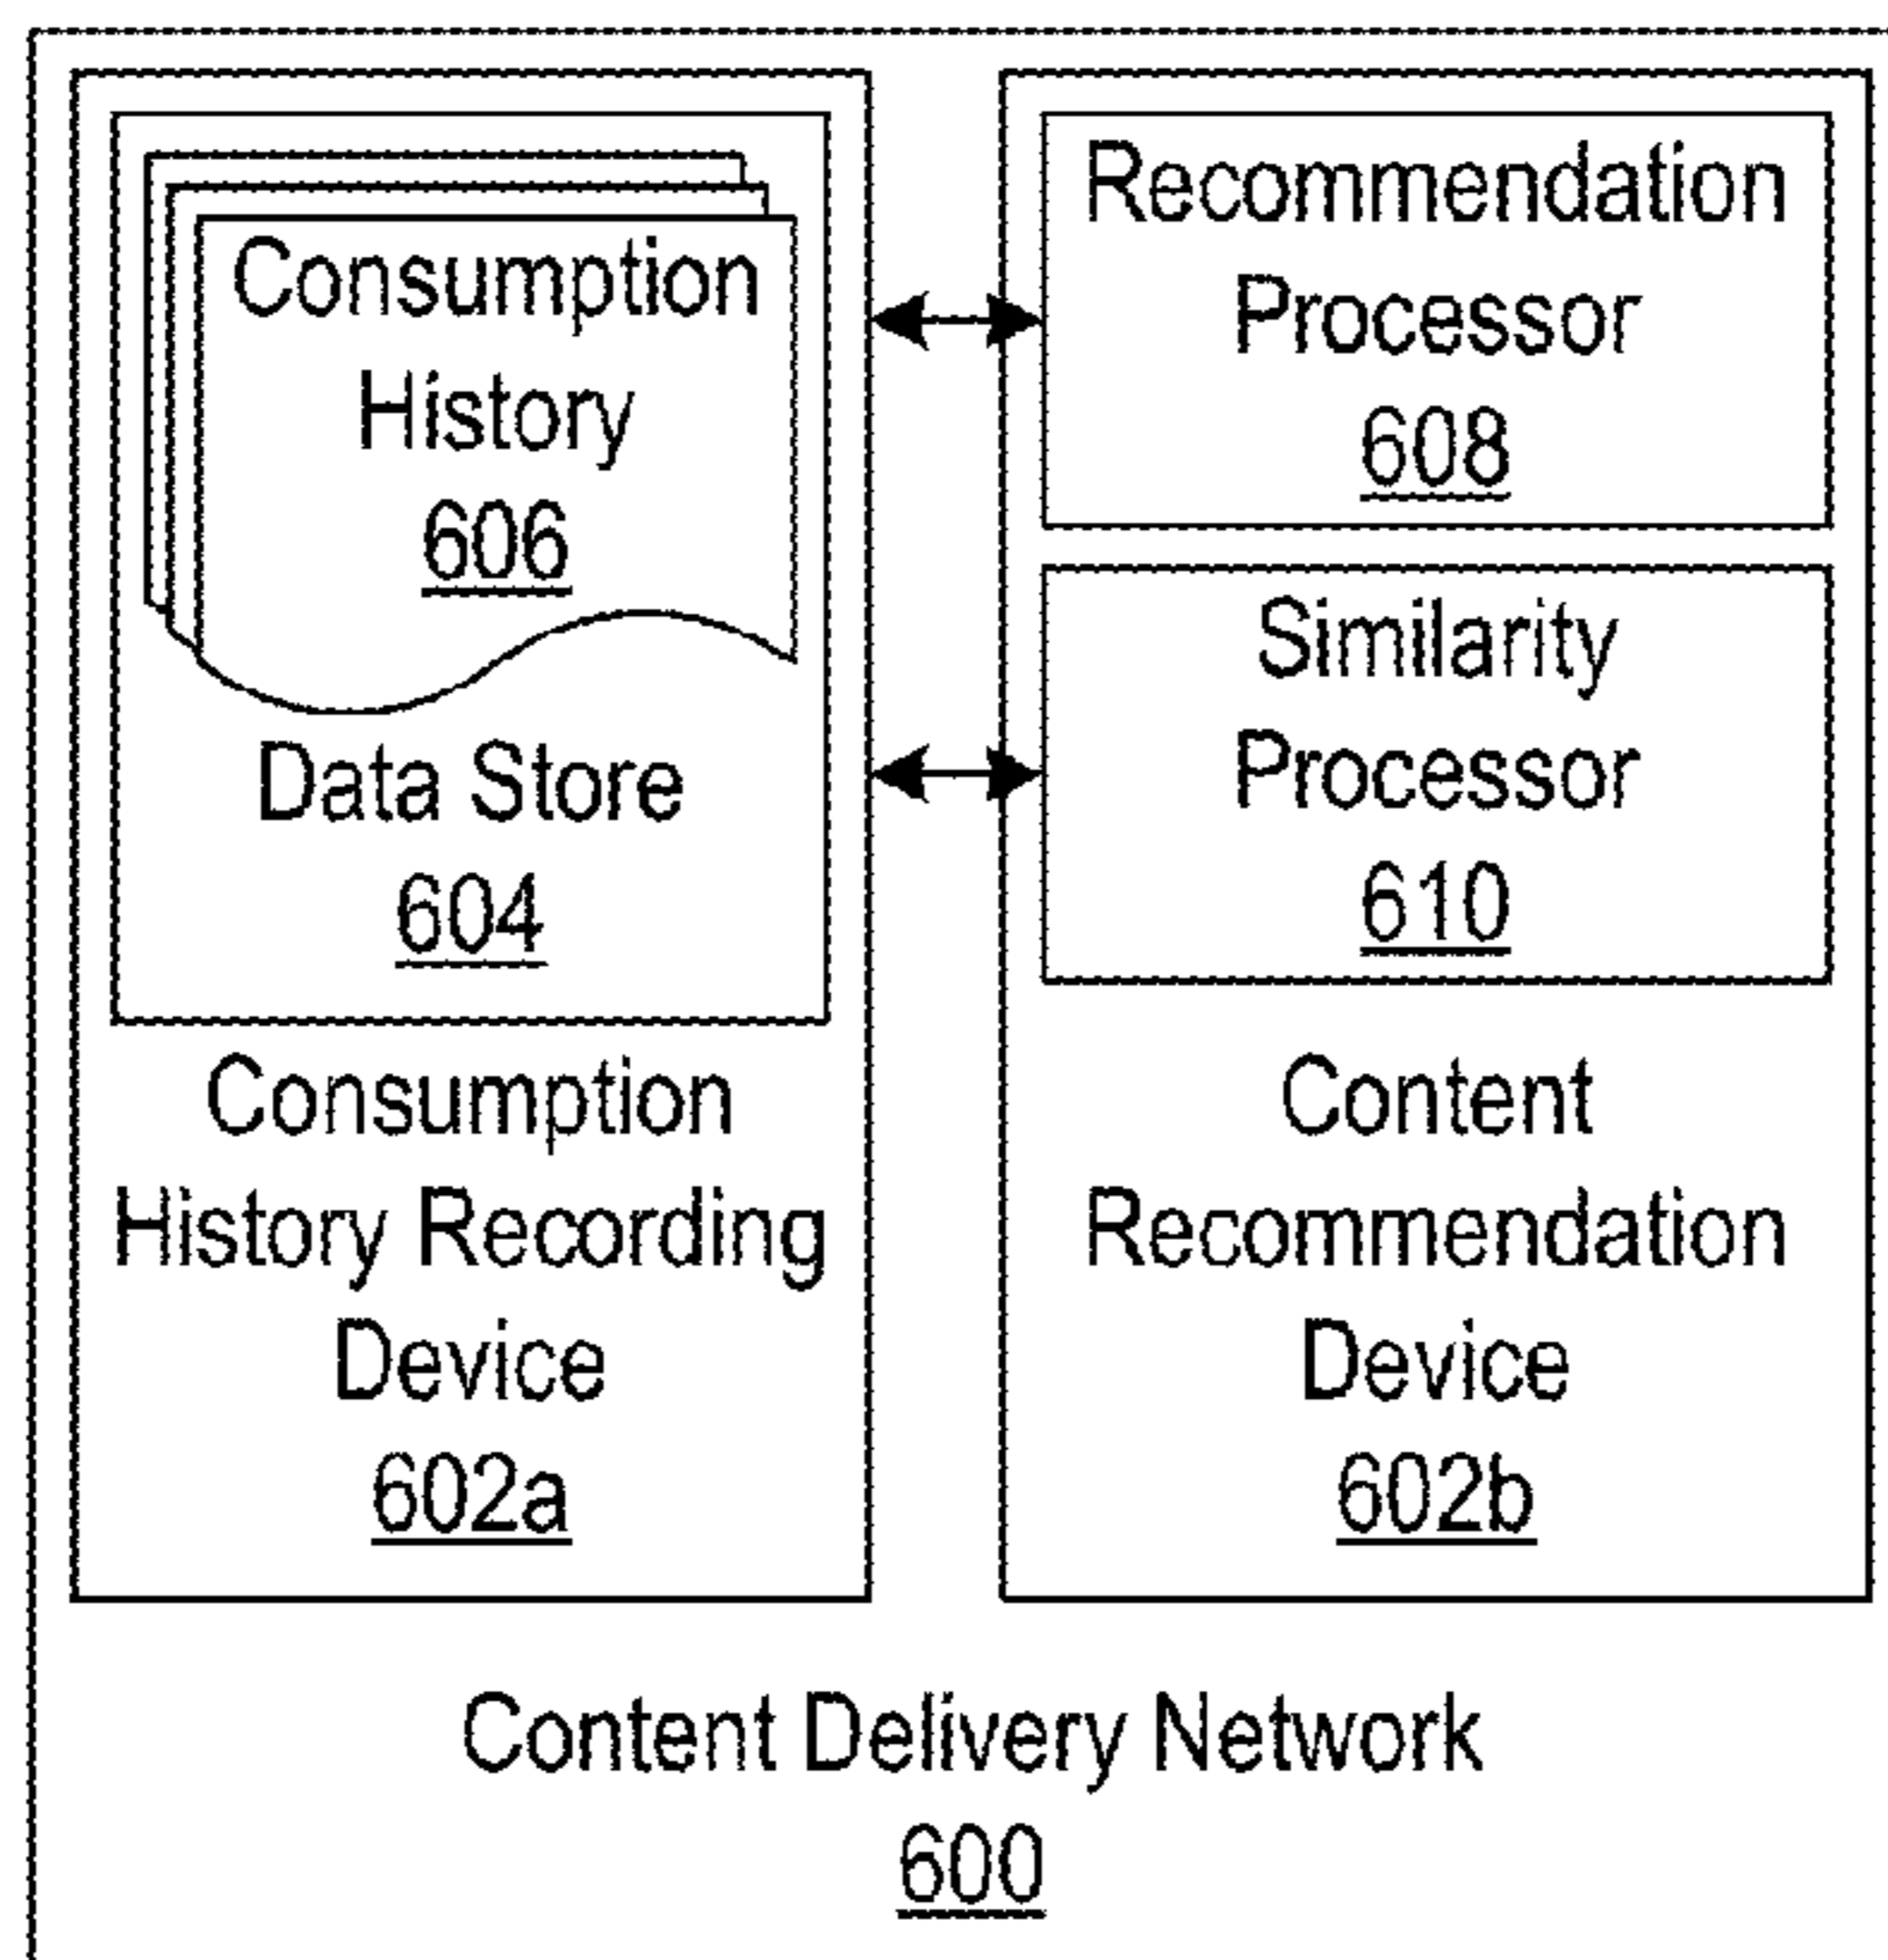 Consumption
History
606
Data Store
604
Consumption
History Recording
Device
602a
Recommendation
Processor
608
Similarity
Processor
610
Content
Recommendation
Device
602b
Content Delivery Network
600